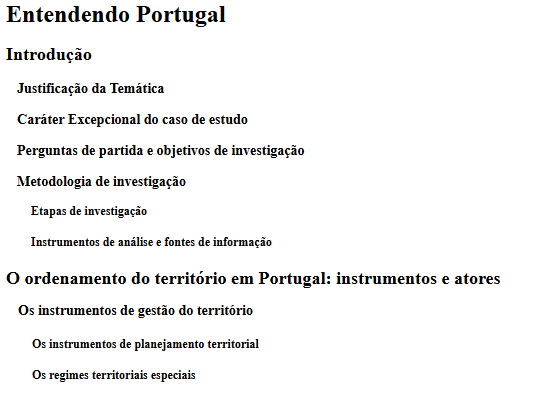 Entendendo Portugal
Introdução
Justificação da Temática
Caráter Excepcional do caso de estudo
Perguntas de partida e objetivos de investigação
Metodologia de investigação
Etapas de investigação
Instrumentos de análise e fontes de informação
O ordenamento do território em Portugal: instrumentos e atores
Os instrumentos de gestão do território
Os instrumentos de planejamento territorial
Os regimes territoriais especiais